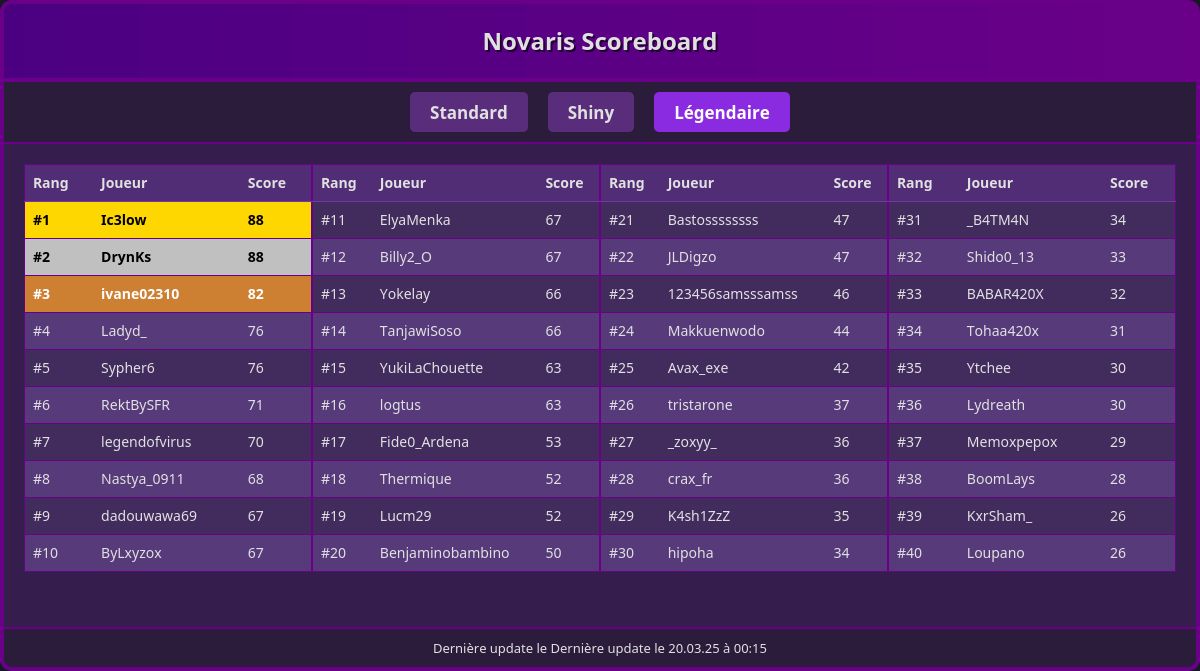 Novaris Scoreboard
Standard Shiny Légendaire
Rang Joueur Score Rang Joueur Score Rang Joueur Score Rang Joueur Score
#1 Ic3low 88 #11 ElyaMenka 67 #21 Bastosssssssss 47 #31 _B4TM4N 34
#2 DrynKs 88 #12 Billy2_O 67 #22 JLDigzo 47 #32 Shido0_13 33
#3 ivane02310 82 #13 Yokelay 66 #23 123456samsssamss 46 #33 BABAR420X 32
#4 Ladyd_ 76 #14 TanjawiSoso 66 #24 Makkuenwodo 44 #34 Tohaa420x 31
#5 Sypher6 76 #15 YukiLaChouette 63 #25 Avax_exe 42 #35 Ytchee 30
#6 RektBySFR 71 #16 logtus 63 #26 tristarone 37 #36 Lydreath 30
#7 legendofvirus 70 #17 Fide0_Ardena 53 #27 _zoxyy_ 36 #37 Memoxpepox 29
#8 Nastya_0911 68 #18 Thermique 52 #28 crax_fr 36 #38 BoomLays 28
#9 dadouwawa69 67 #19 Lucm29 52 #29 K4sh1ZzZ 35 #39 KxrSham_ 26
#10 ByLxyzox 67 #20 Benjaminobambino 50 #30 hipoha 34 #40 Loupano 26
Dernière update le Dernière update le 20.03.25 à 00:15